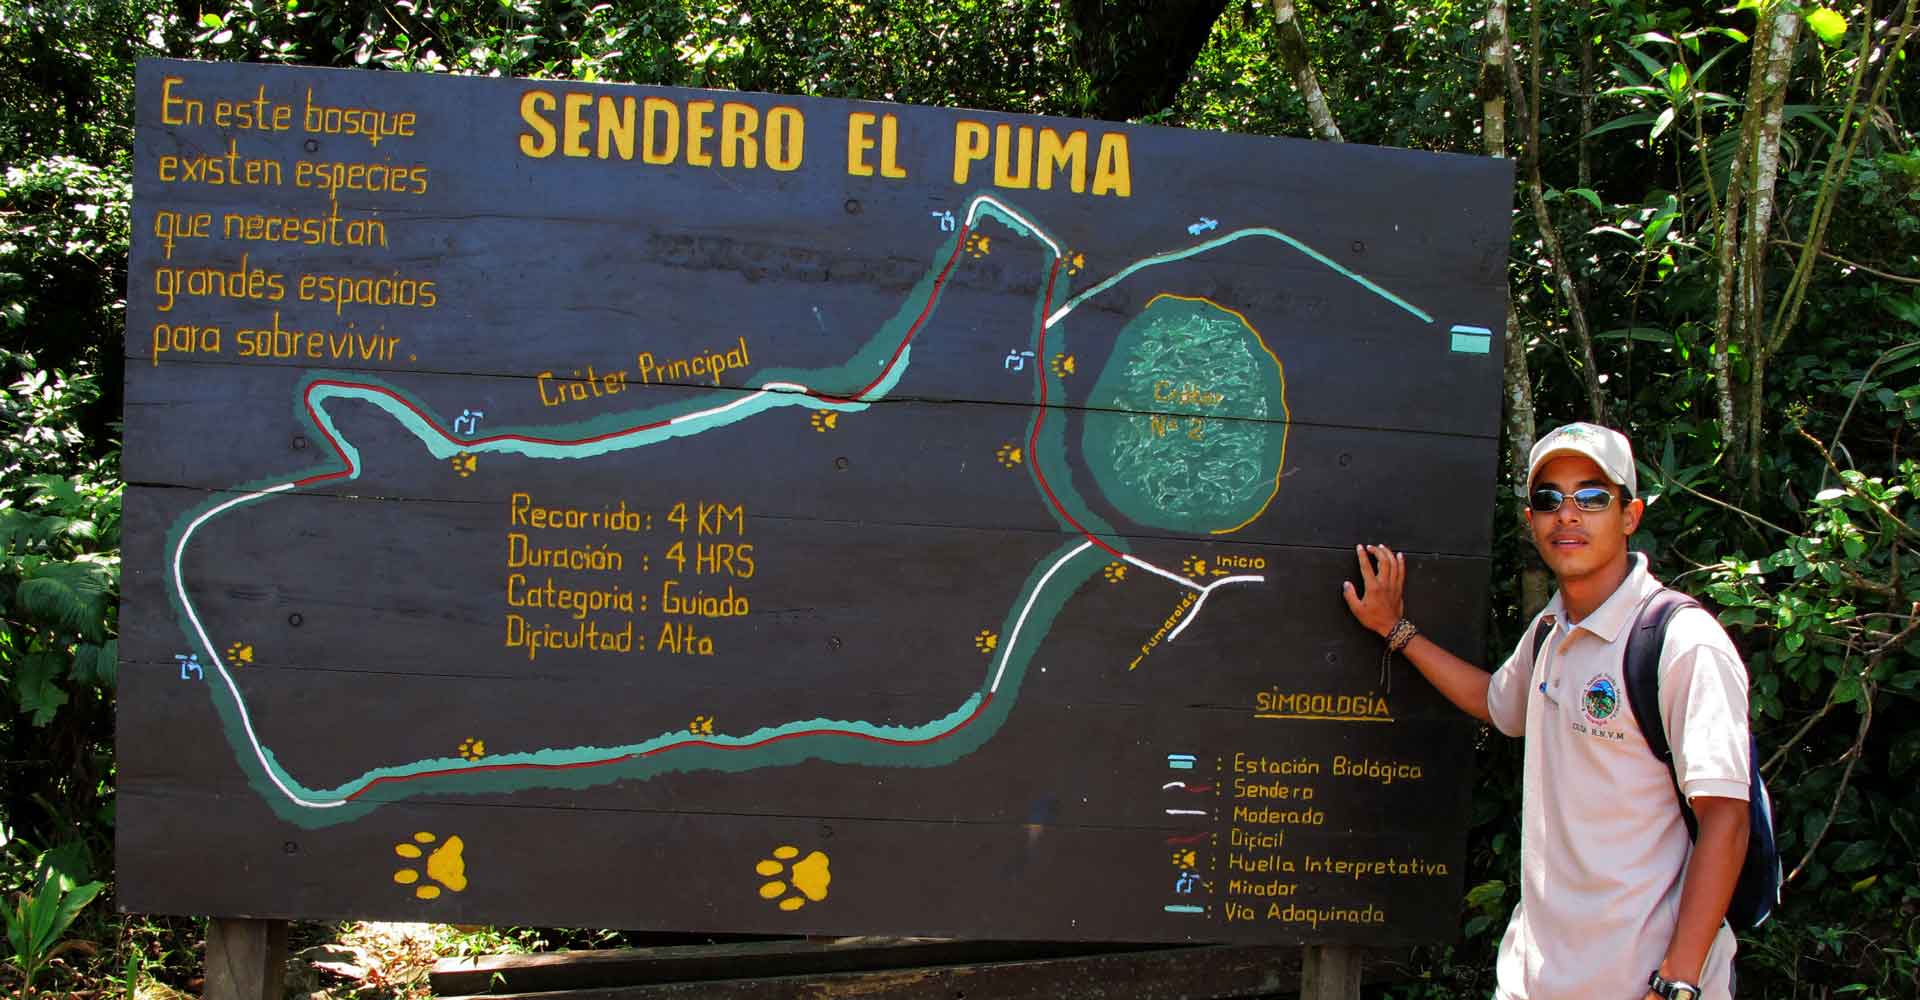 En este bosque
existen especies
que necesitan
grandes espacios
para sobrevivir.
SENDERO EL PUMA
Cráter Principal
Cráter
Nº 2
Recorrido: 4 KM
Duración : 4 HRS
Categoria: Guiado
Dificultad: Alta
INICIO
Fumarolas
SIMBOLOGÍA
: Estación Biológica
: Sendero
: Moderado
: Difícil
: Huella Interpretativa
: Mirador
: Via Adoquinada
GUIA R.N.V.M